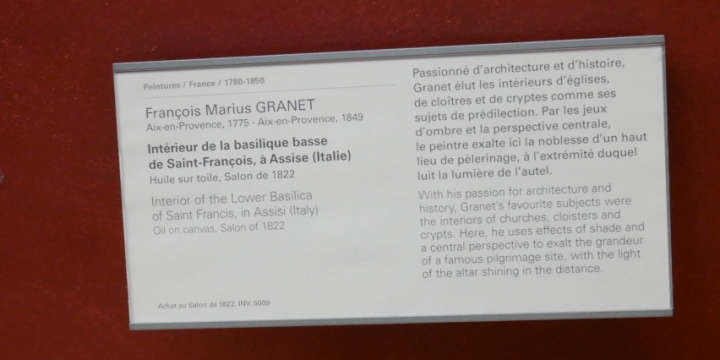 Peintures / France / 1780-1850
François Marius GRANET
Aix-en-Provence, 1775 - Aix-en-Provence, 1849
Intérieur de la basilique basse
de Saint-François, à Assise (Italie)
Huile sur toile, Salon de 1822
Interior of the Lower Basilica
of Saint Francis, in Assisi (Italy)
Oil on canvas, Salon of 1822
Achat au Salon de 1822. INV. 5009
Passionné d'architecture et d'histoire,
Granet élut les intérieurs d'églises,
de cloîtres et de cryptes comme ses
sujets de prédilection. Par les jeux
d'ombre et la perspective centrale,
le peintre exalte ici la noblesse d'un haut
lieu de pèlerinage, à l'extrémité duquel
luit la lumière de l'autel.
With his passion for architecture and
history, Granet's favourite subjects were
the interiors of churches, cloisters and
crypts. Here, he uses effects of shade and
a central perspective to exalt the grandeur
of a famous pilgrimage site, with the light
of the altar shining in the distance.